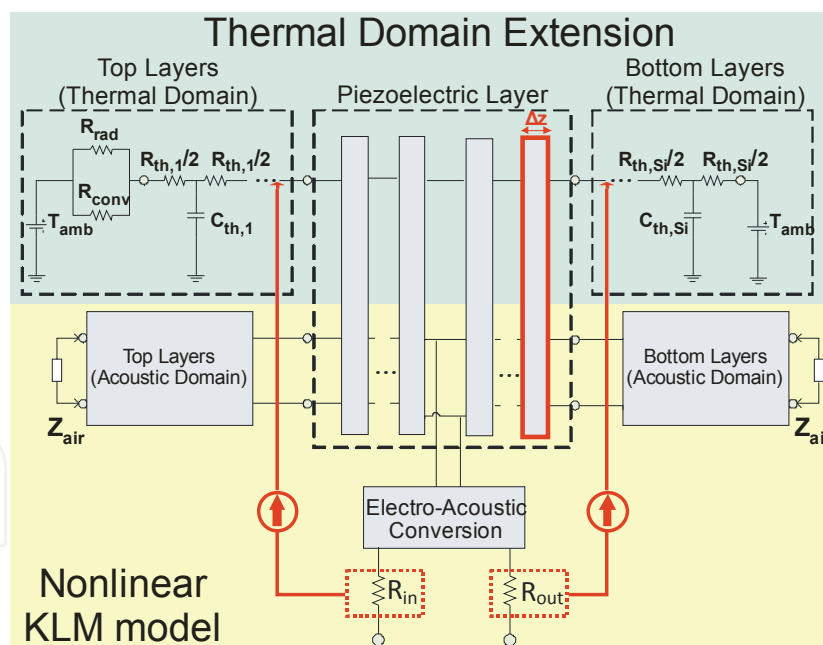 Thermal Domain Extension
Top Layers
(Thermal Domain)
Piezoelectric Layer
Bottom Layers
(Thermal Domain)
Δz
Rrad
Rth,1/2 Rth,1/2
...
Rconv
Tamb
Cth,1
...
Rth,Si/2 Rth,Si/2
Cth,Si
Tamb
Top Layers
(Acoustic Domain)
Zair
...
...
Bottom Layers
(Acoustic Domain)
Zair
Electro-Acoustic
Conversion
Rin
Rout
Nonlinear
KLM model